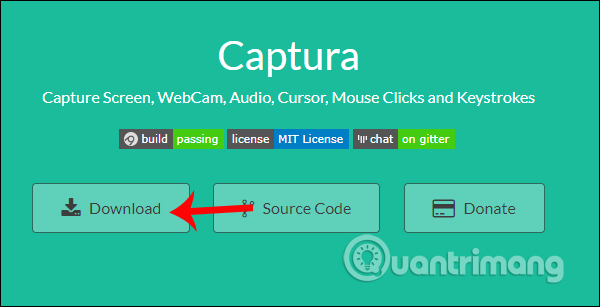 Captura
Capture Screen, WebCam, Audio, Cursor, Mouse Clicks and Keystrokes
build passing license MIT License chat on gitter
Download Source Code Donate
Quantrimang